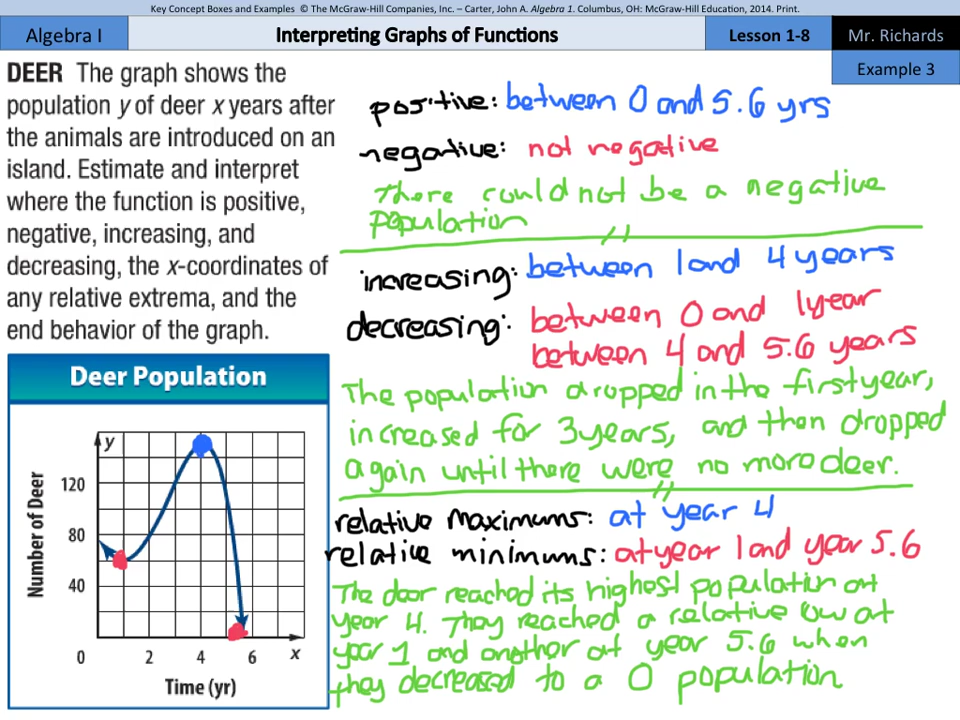 Key Concept Boxes and Examples © The McGraw-Hill Companies, Inc. – Carter, John A. Algebra 1. Columbus, OH: McGraw-Hill Education, 2014. Print.
Algebra I
Interpreting Graphs of Functions
Lesson 1-8
Mr. Richards
Example 3
DEER The graph shows the
population y of deer x years after
the animals are introduced on an
island. Estimate and interpret
where the function is positive,
negative, increasing, and
decreasing, the x-coordinates of
any relative extrema, and the
end behavior of the graph.
Deer Population
y
120
80
40
0
2
4
6
x
Number of Deer
Time (yr)
positive: between 0 and 5.6 yrs
negative: not negative
There could not be a negative
population
increasing: between 1 and 4 years
decreasing: between 0 and 1 year
between 4 and 5.6 years
The population dropped in the first year,
increased for 3 years, and then dropped
again until there were no more deer.
relative maximums: at year 4
relative minimums: at year 1 and year 5.6
The deer reached its highest population at
year 4. They reached a relative low at
year 1 and another at year 5.6 when
they decreased to a 0 population